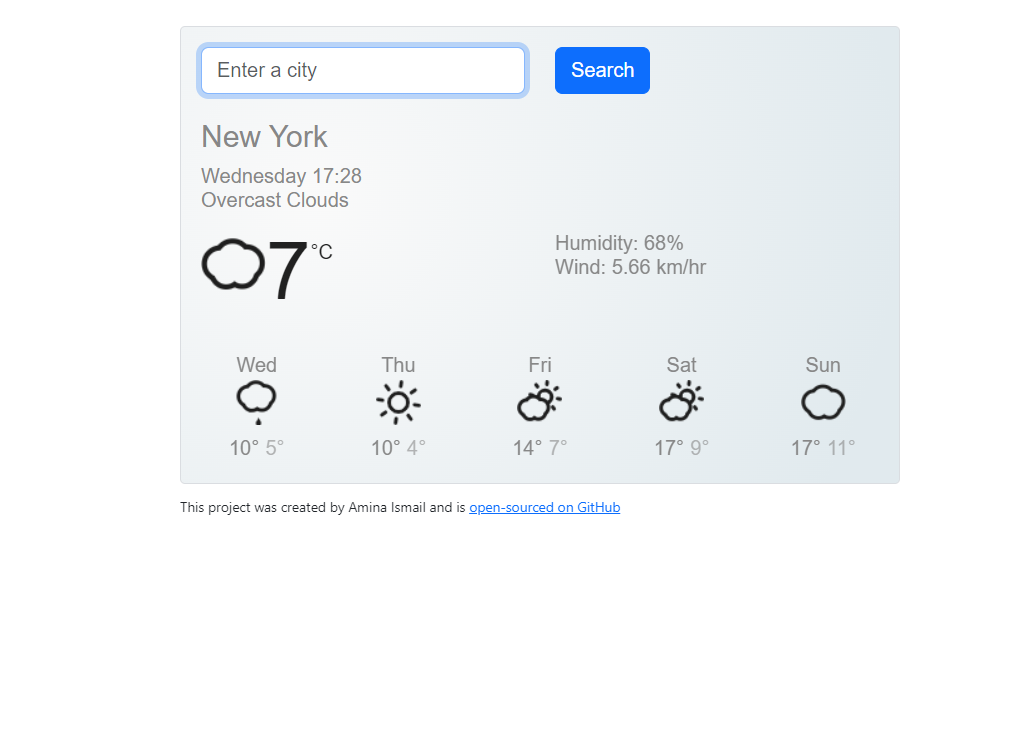 Enter a city
Search
New York
Wednesday 17:28
Overcast Clouds
7 °C
Humidity: 68%
Wind: 5.66 km/hr
Wed Thu Fri Sat Sun
10° 5° 10° 4° 14° 7° 17° 9° 17° 11°
This project was created by Amina Ismail and is open-sourced on GitHub